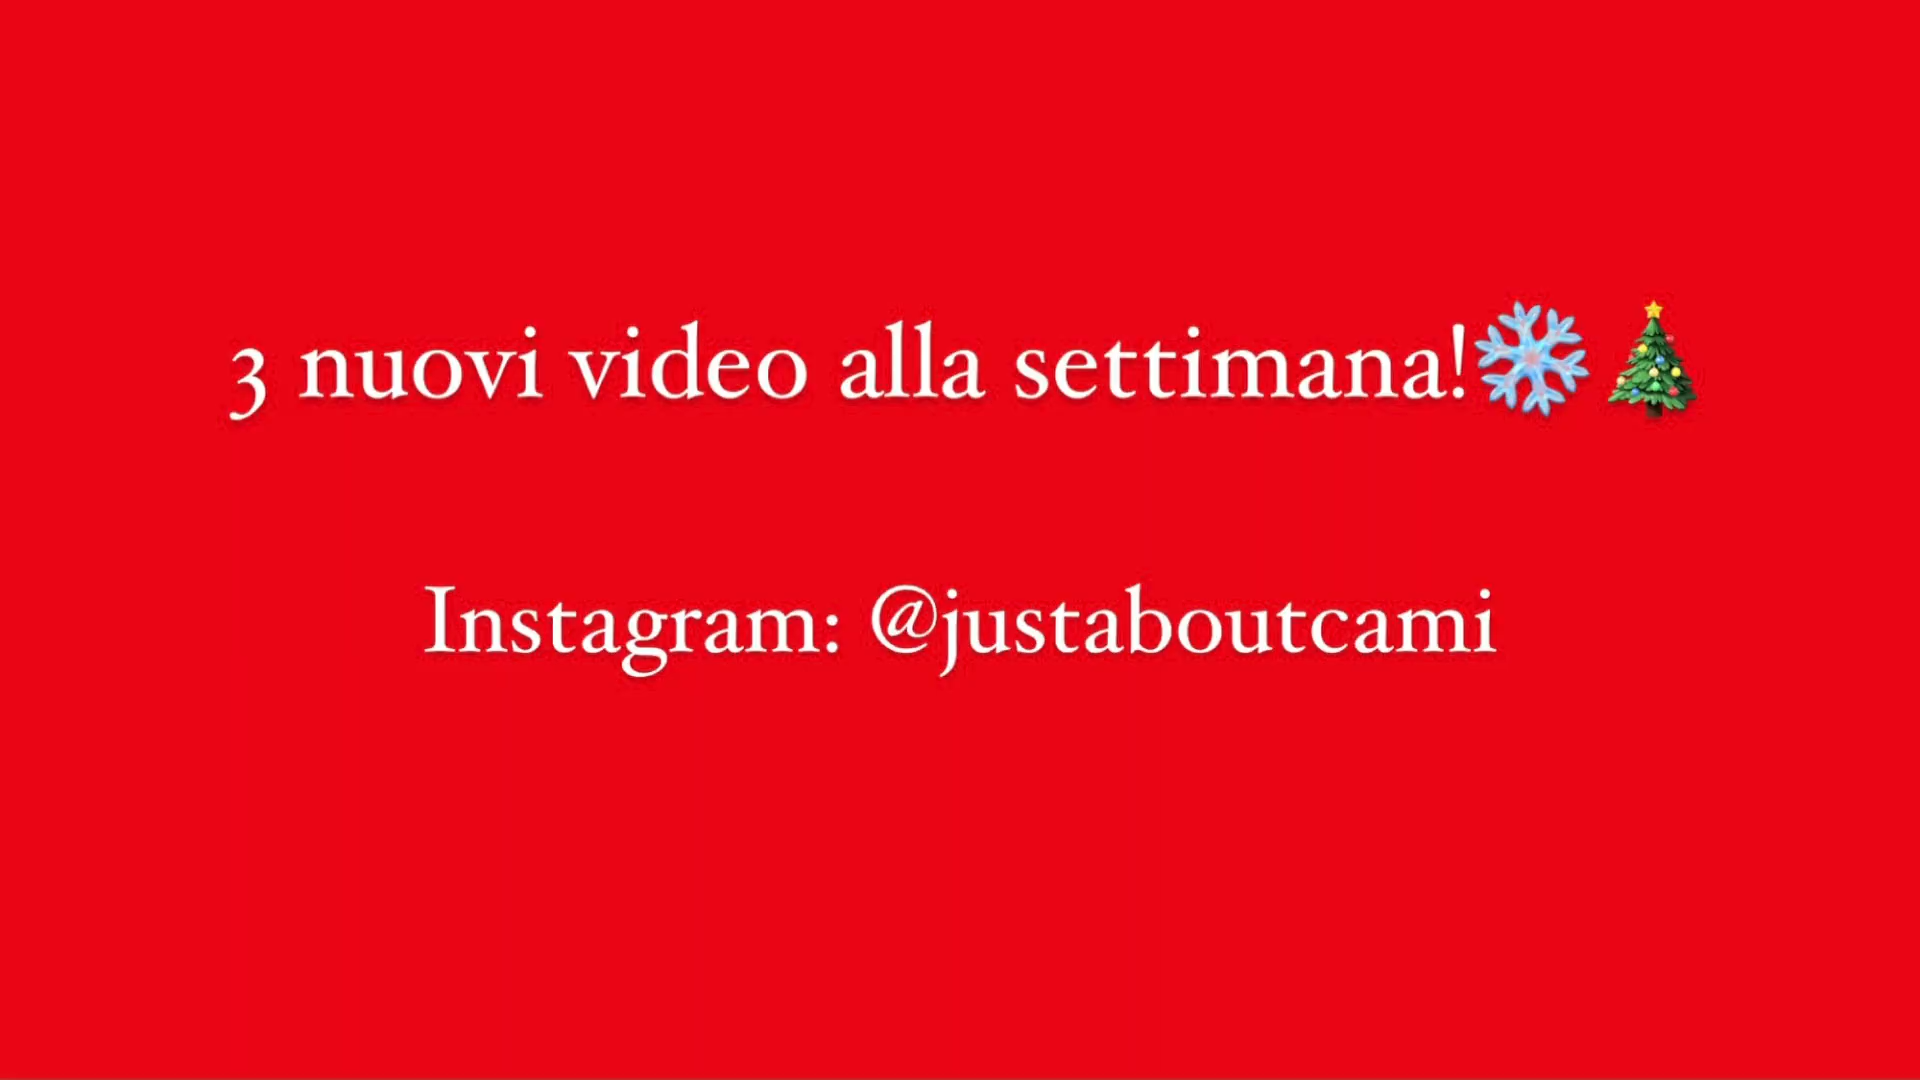 3 nuovi video alla settimana!❄️🎄
Instagram: @justaboutcami